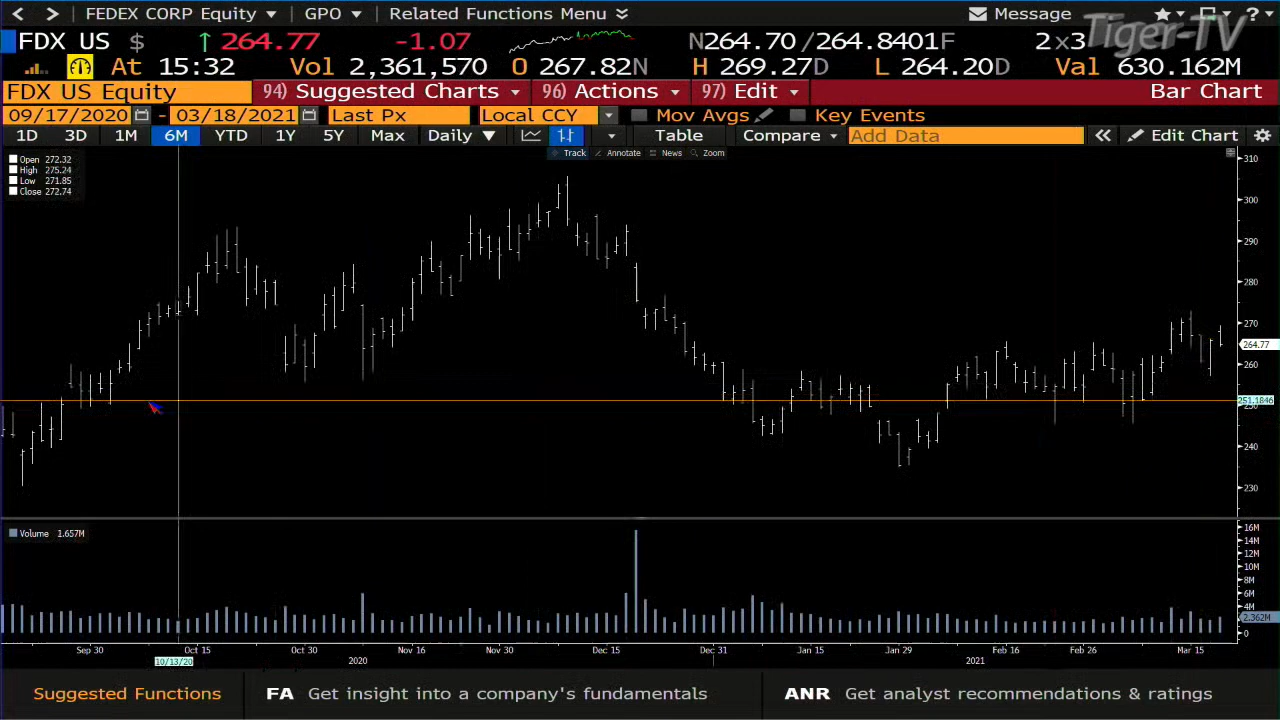 FEDEX CORP Equity GPO Related Functions Menu Message ?
FDX US $ 264.77 -1.07 N264.70 /264.8401F 2x3 Tiger-TV
At 15:32 Vol 2,361,570 O 267.82N H 269.27D L 264.20D Val 630.162M
FDX US Equity 94) Suggested Charts 96) Actions 97) Edit Bar Chart
09/17/2020 - 03/18/2021 Last Px Local CCY Mov Avgs Key Events
1D 3D 1M 6M YTD 1Y 5Y Max Daily Table Compare Add Data Edit Chart
Track Annotate News Zoom
Open 272.32
High 275.24
Low 271.85
Close 272.74
310
300
290
280
270
264.77
260
251.1846
250
240
230
Volume 1.657M
16M
14M
12M
10M
8M
6M
4M
2.362M
0
Sep 30 Oct 15 Oct 30 Nov 16 Nov 30 Dec 15 Dec 31 Jan 15 Jan 29 Feb 16 Feb 26 Mar 15
10/13/20 2020 2021
Suggested Functions FA Get insight into a company's fundamentals ANR Get analyst recommendations & ratings